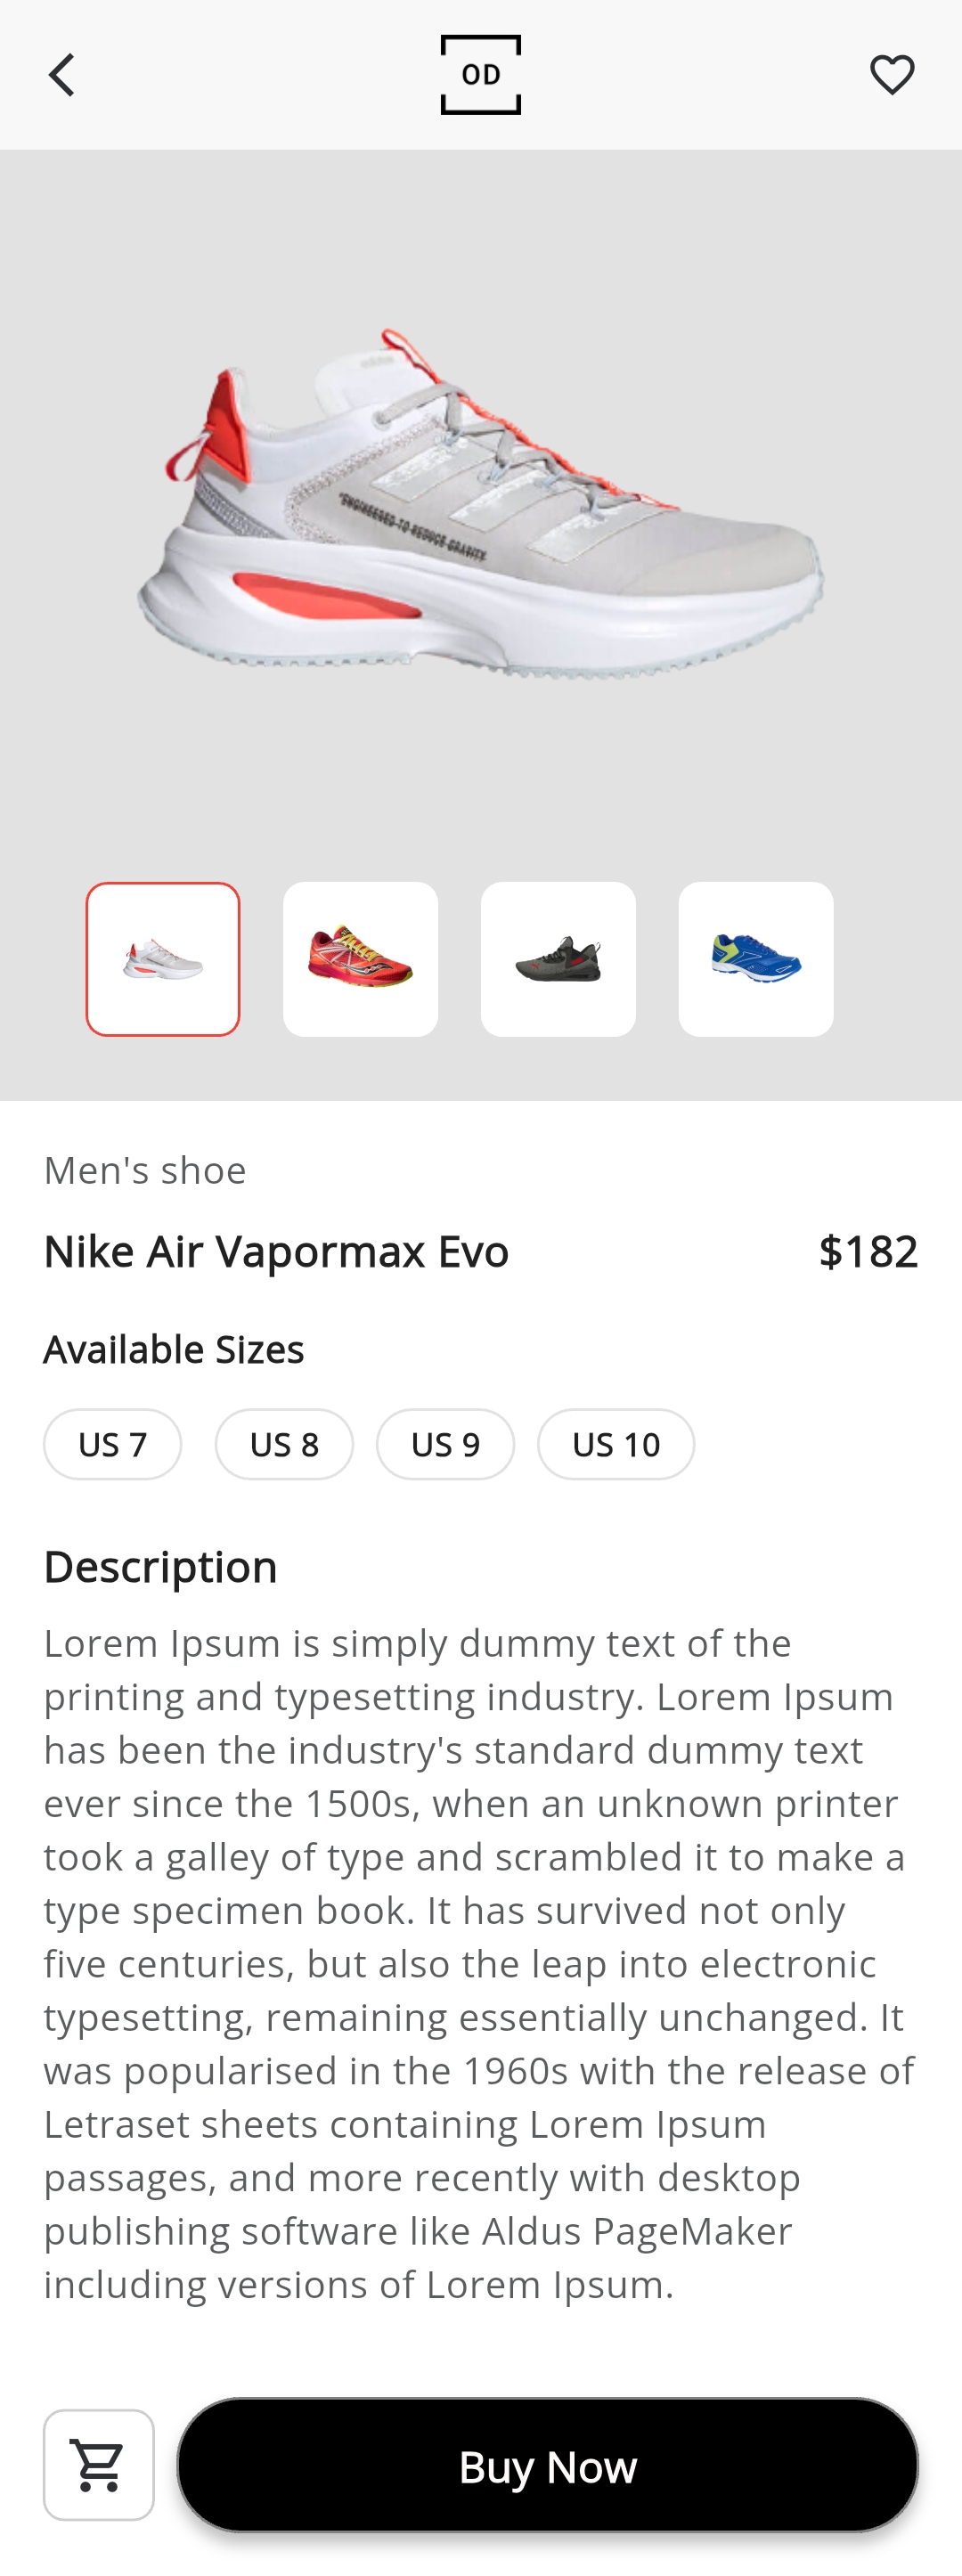 OD
"ENGINEERED TO REDUCE GRAVITY
Men's shoe
Nike Air Vapormax Evo
$182
Available Sizes
US 7
US 8
US 9
US 10
Description
Lorem Ipsum is simply dummy text of the
printing and typesetting industry. Lorem Ipsum
has been the industry's standard dummy text
ever since the 1500s, when an unknown printer
took a galley of type and scrambled it to make a
type specimen book. It has survived not only
five centuries, but also the leap into electronic
typesetting, remaining essentially unchanged. It
was popularised in the 1960s with the release of
Letraset sheets containing Lorem Ipsum
passages, and more recently with desktop
publishing software like Aldus PageMaker
including versions of Lorem Ipsum.
Buy Now